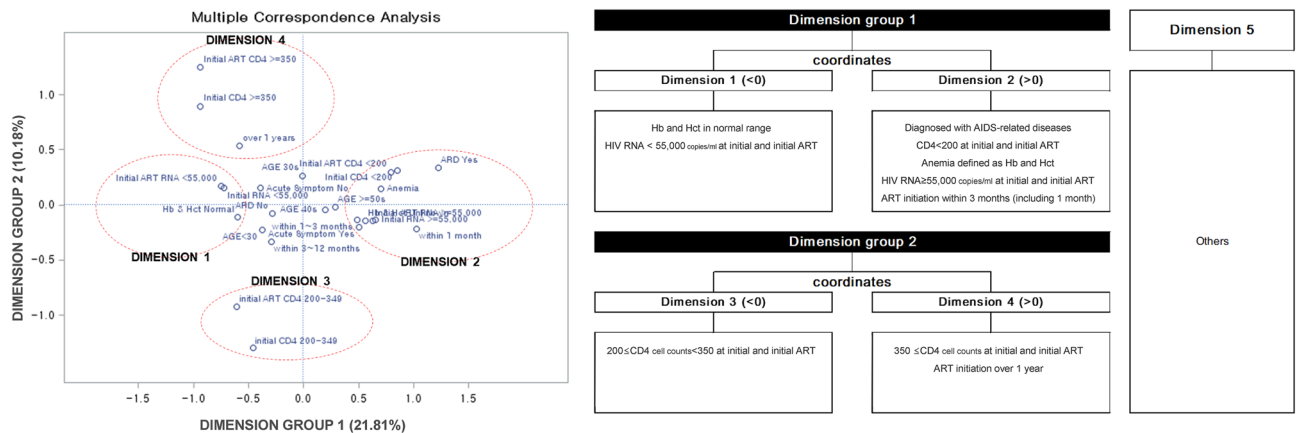 Multiple Correspondence Analysis
DIMENSION 4
Initial ART CD4 >=350
Initial CD4 >=350
over 1 years
AGE 30s
Initial ART CD4 <200
Initial CD4 <200
ARD Yes
Initial ART RNA <55,000
Initial RNA <55,000
Acute Symptom No
Anemia
AGE >=50s
Hb & Hct Normal
ARD No
AGE 40s
Initial RNA >=55,000
within 1~3 months
AGE<30
Acute Symptom Yes
within 3~12 months
within 1 month
DIMENSION 1
DIMENSION 2
DIMENSION 3
initial ART CD4 200-349
initial CD4 200-349
1.0
0.5
0.0
-0.5
-1.0
-1.5
-1.0
-0.5
0.0
0.5
1.0
1.5
DIMENSION GROUP 2 (10.18%)
DIMENSION GROUP 1 (21.81%)
Dimension group 1
coordinates
Dimension 1 (<0)
Dimension 2 (>0)
Hb and Hct in normal range
HIV RNA < 55,000 copies/ml at initial and initial ART
Diagnosed with AIDS-related diseases
CD4<200 at initial and initial ART
Anemia defined as Hb and Hct
HIV RNA≥55,000 copies/ml at initial and initial ART
ART initiation within 3 months (including 1 month)
Dimension group 2
coordinates
Dimension 3 (<0)
Dimension 4 (>0)
200≤CD4 cell counts<350 at initial and initial ART
350 ≤CD4 cell counts at initial and initial ART
ART initiation over 1 year
Dimension 5
Others